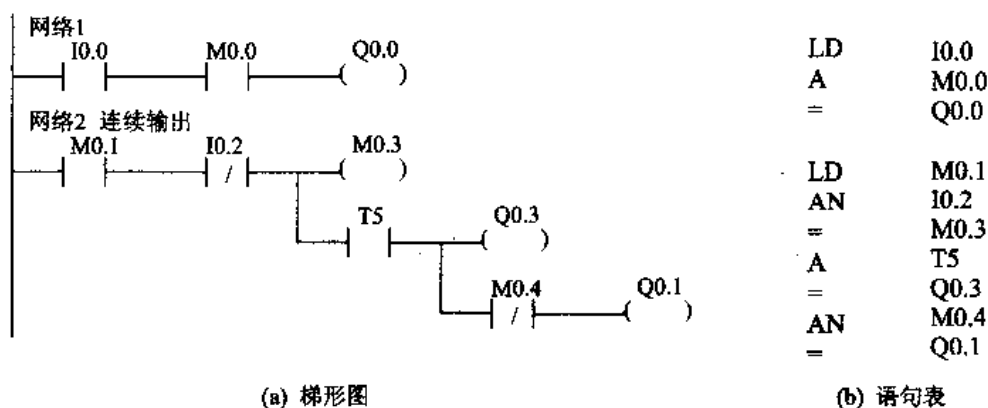 网络1
I0.0 M0.0 Q0.0
网络2 连续输出
M0.1 I0.2 M0.3
T5 Q0.3
M0.4 Q0.1
(a) 梯形图
LD I0.0
A M0.0
= Q0.0
LD M0.1
AN I0.2
= M0.3
A T5
= Q0.3
AN M0.4
= Q0.1
(b) 语句表